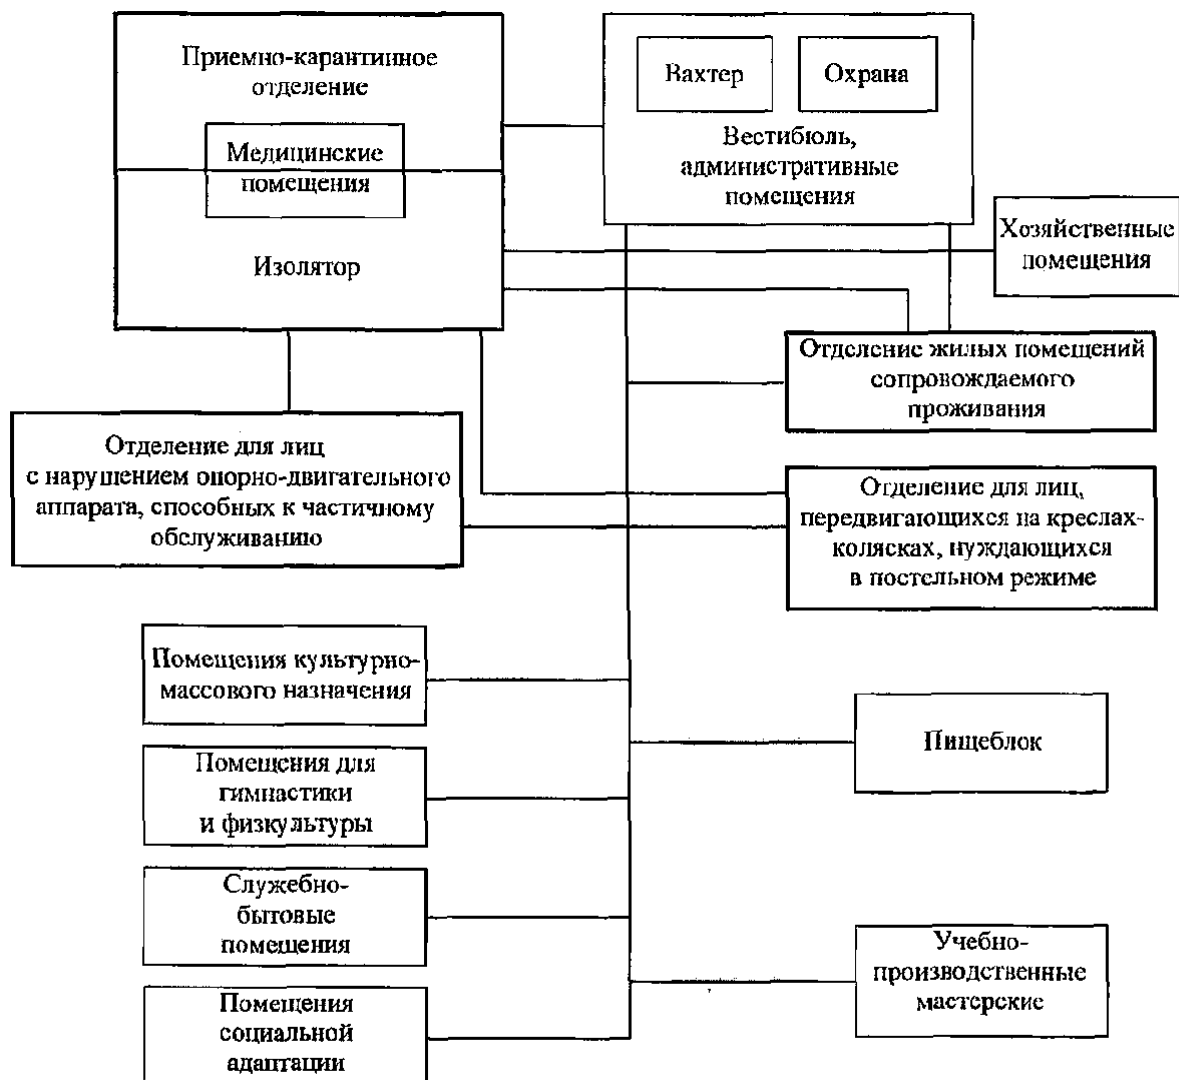 Приемно-карантинное
отделение
Медицинские
помещения
Изолятор
Вахтер
Охрана
Вестибюль,
административные
помещения
Хозяйственные
помещения
Отделение жилых помещений
сопровождаемого
проживания
Отделение для лиц
с нарушением опорно-двигательного
аппарата, способных к частичному
обслуживанию
Отделение для лиц,
передвигающихся на креслах-
колясках, нуждающихся
в постельном режиме
Помещения культурно-
массового назначения
Пищеблок
Помещения для
гимнастики
и физкультуры
Служебно-
бытовые
помещения
Учебно-
производственные
мастерские
Помещения
социальной
адаптации